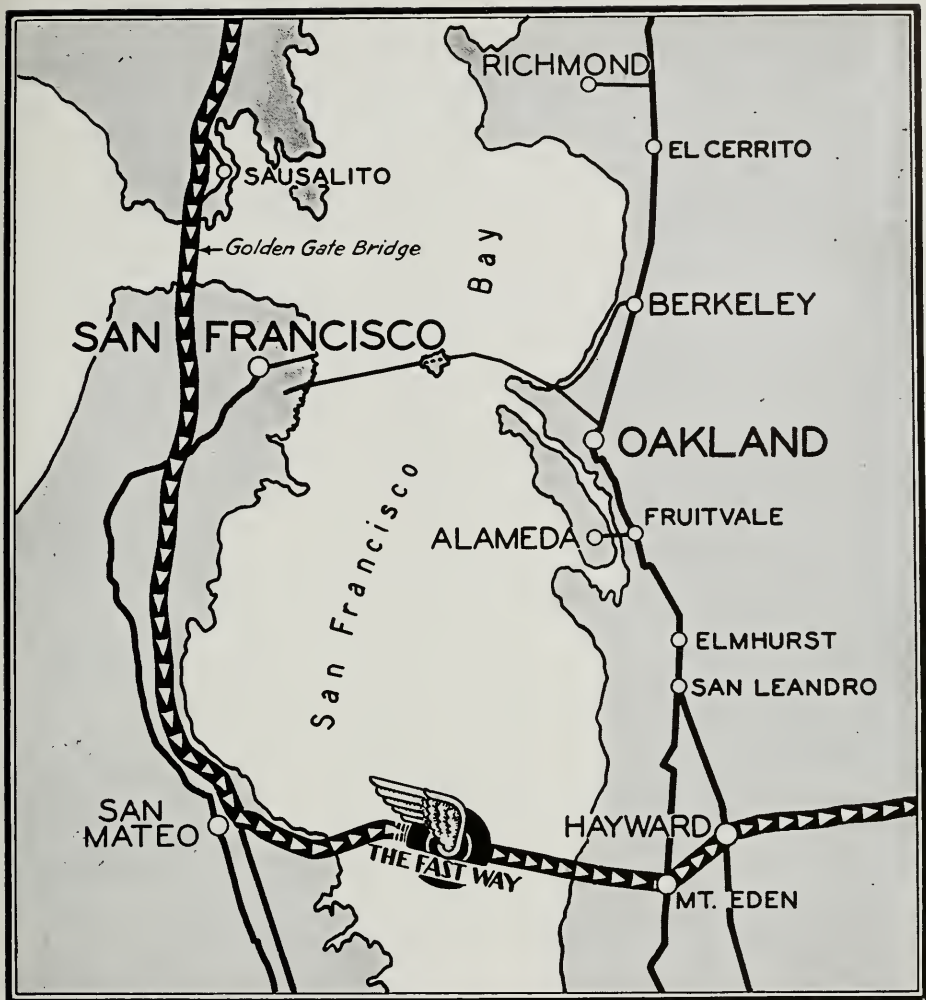 RICHMOND
EL CERRITO
SAUSALITO
Golden Gate Bridge
Bay
BERKELEY
SAN FRANCISCO
OAKLAND
San Francisco
FRUITVALE
ALAMEDA
ELMHURST
SAN LEANDRO
SAN
MATEO
HAYWARD
THE FAST WAY
MT. EDEN